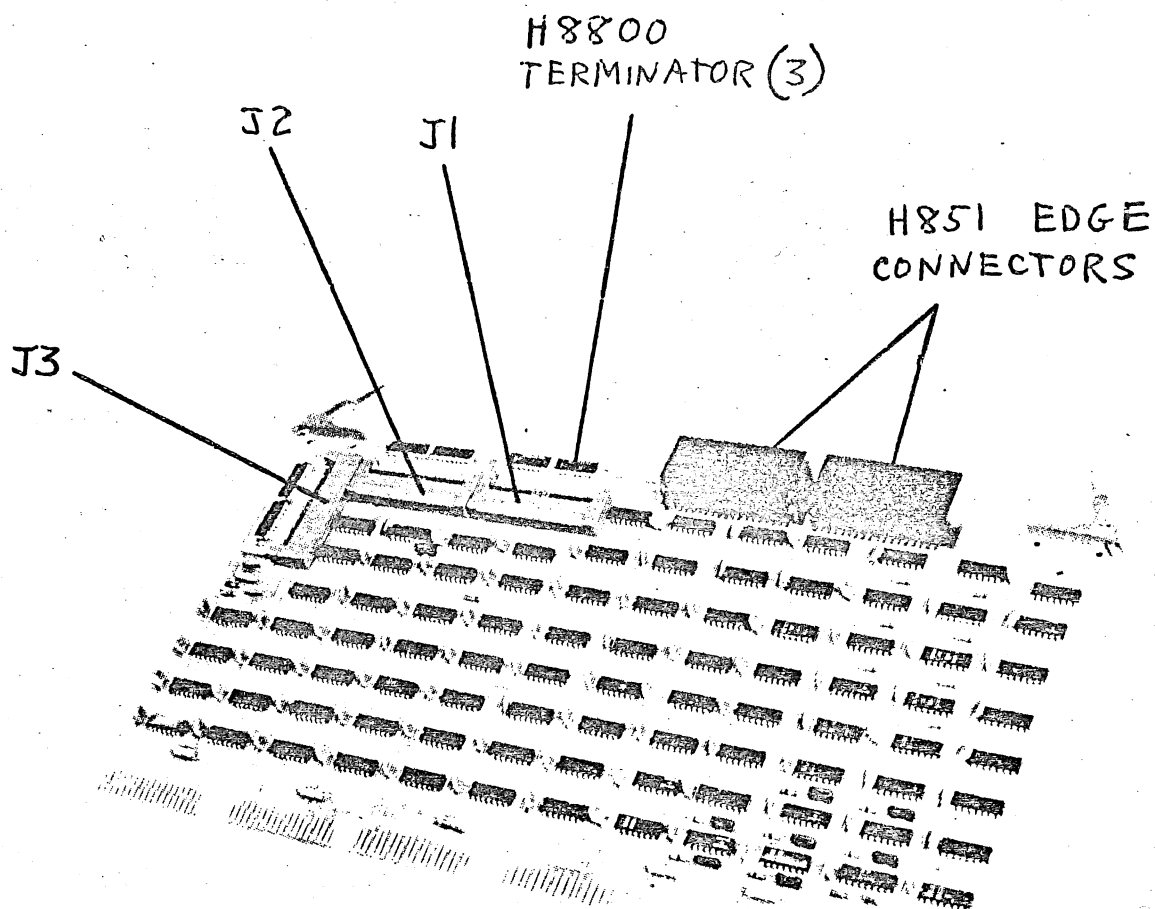 H8800
TERMINATOR (3)
J2
J1
H851 EDGE
CONNECTORS
J3